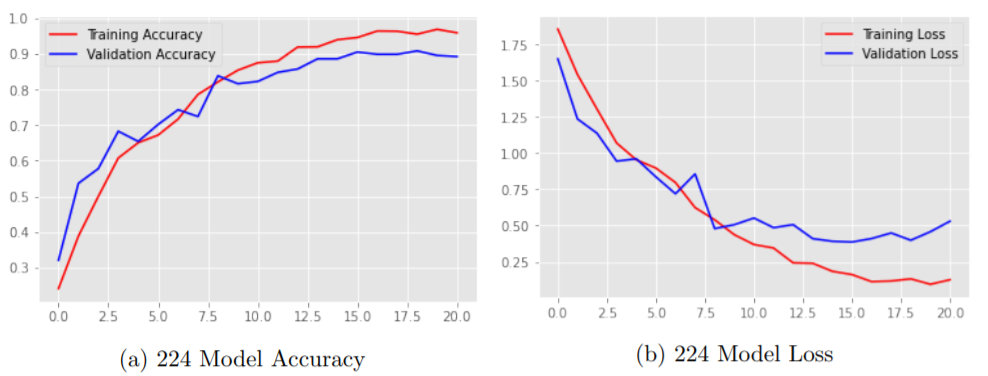 1.0
0.9
0.8
0.7
0.6
0.5
0.4
0.3
Training Accuracy
Validation Accuracy
0.0 2.5 5.0 7.5 10.0 12.5 15.0 17.5 20.0
(a) 224 Model Accuracy
1.75
1.50
1.25
1.00
0.75
0.50
0.25
Training Loss
Validation Loss
0.0 2.5 5.0 7.5 10.0 12.5 15.0 17.5 20.0
(b) 224 Model Loss